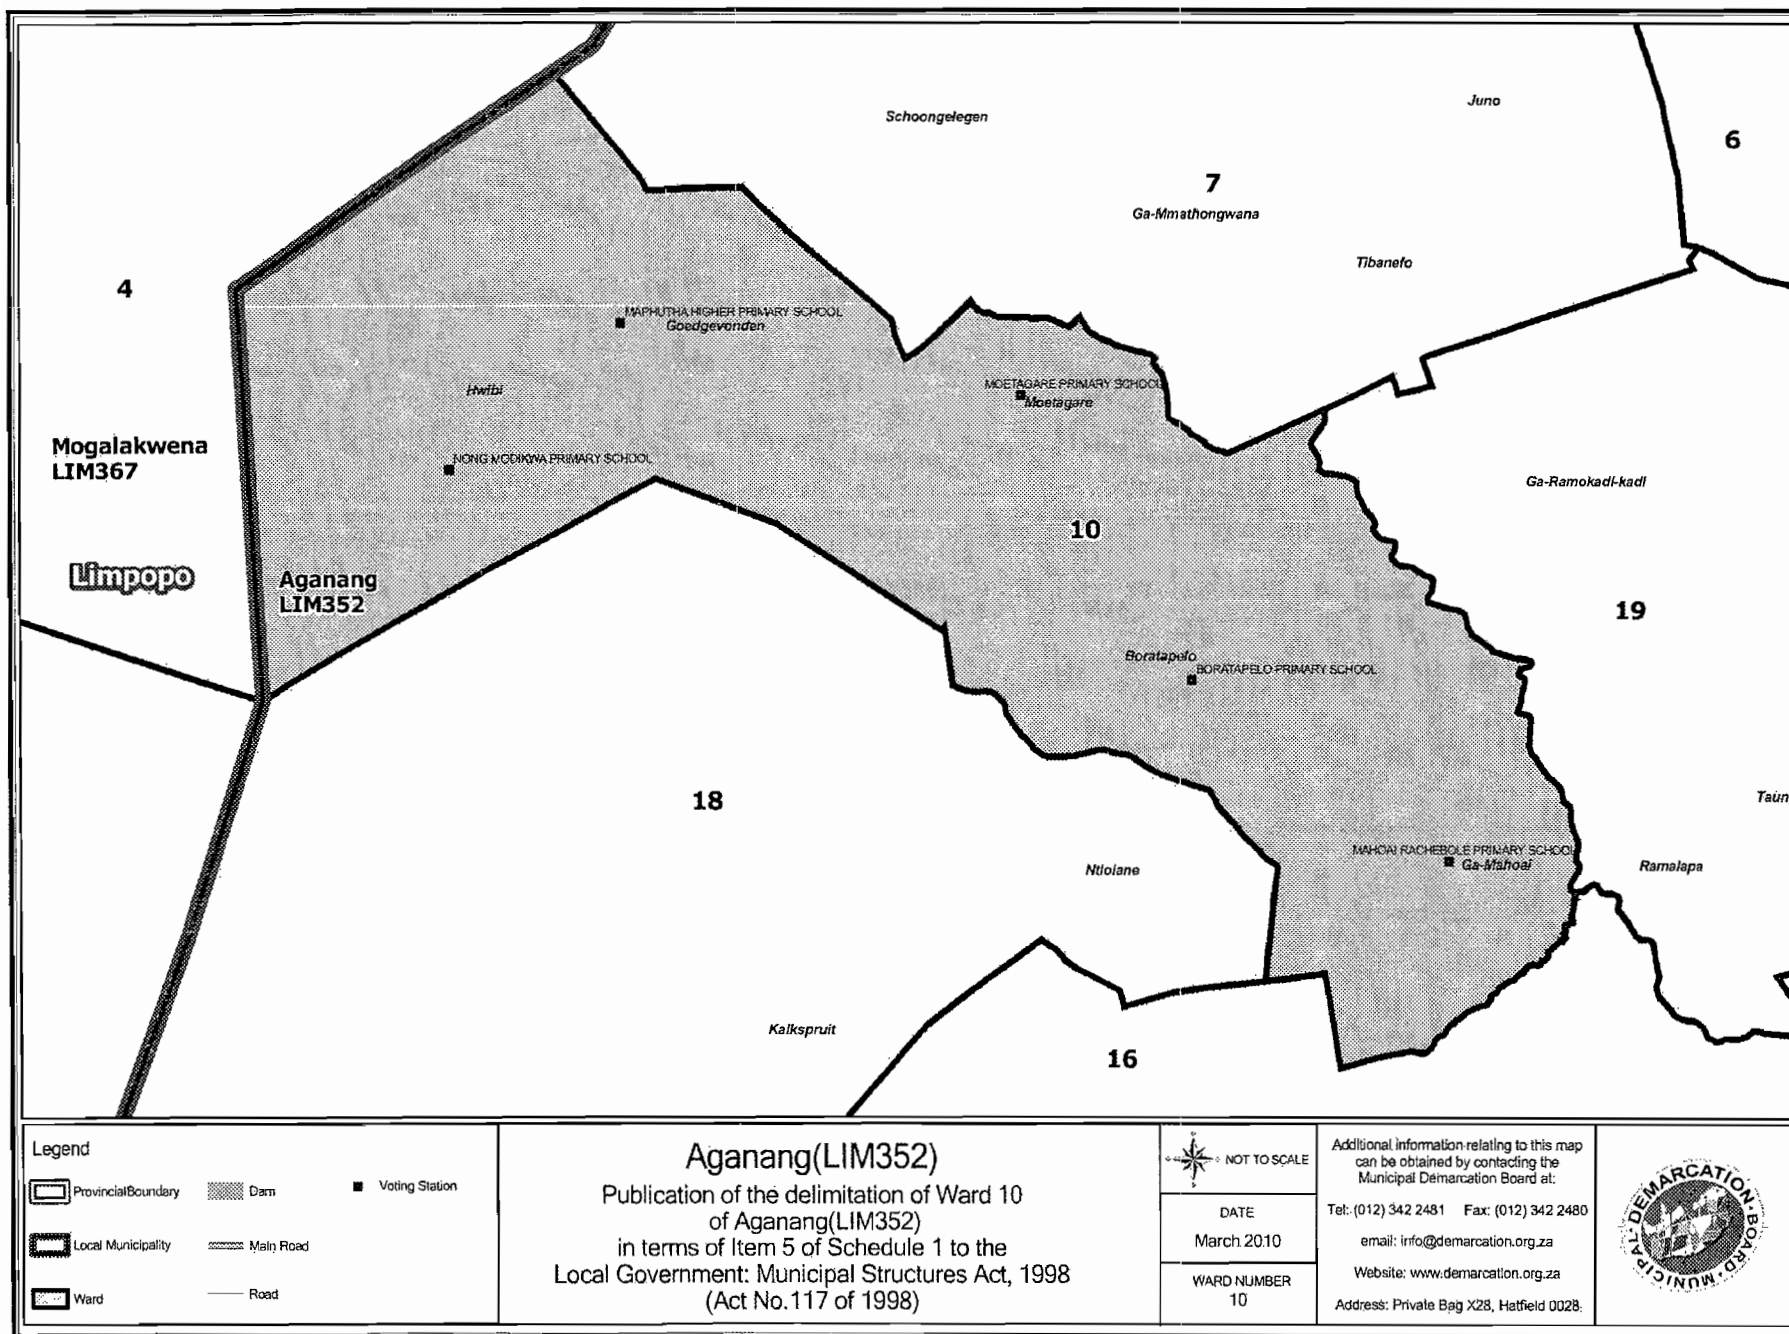 Juno
Schoongelegen
6
7
Ga-Mmathongwana
Tibanefo
4
MAPHUTHA HIGHER PRIMARY SCHOOL
Goedgevonden
Hwibi
MOETAGARE PRIMARY SCHOOL
Moetagare
Mogalakwena
LIM367
NONG MODIKWA PRIMARY SCHOOL
Ga-Ramokadi-kadi
10
Limpopo
Aganang
LIM352
19
Boratapelo
BORATAPELO PRIMARY SCHOOL
18
Taun
MAHOAI RACHEBOLE PRIMARY SCHOOL
Ga-Mahoai
Ntlolane
Ramalapa
Kalkspruit
16
Legend
Provincial Boundary
Dam
Voting Station
Local Municipality
Main Road
Ward
Road
Aganang(LIM352)
Publication of the delimitation of Ward 10
of Aganang(LIM352)
in terms of Item 5 of Schedule 1 to the
Local Government: Municipal Structures Act, 1998
(Act No.117 of 1998)
NOT TO SCALE
DATE
March 2010
WARD NUMBER
10
Additional information relating to this map
can be obtained by contacting the
Municipal Demarcation Board at:
Tel: (012) 342 2481 Fax: (012) 342 2480
email: info@demarcation.org.za
Website: www.demarcation.org.za
Address: Private Bag X28, Hatfield 0028
MUNICIPAL DEMARCATION BOARD